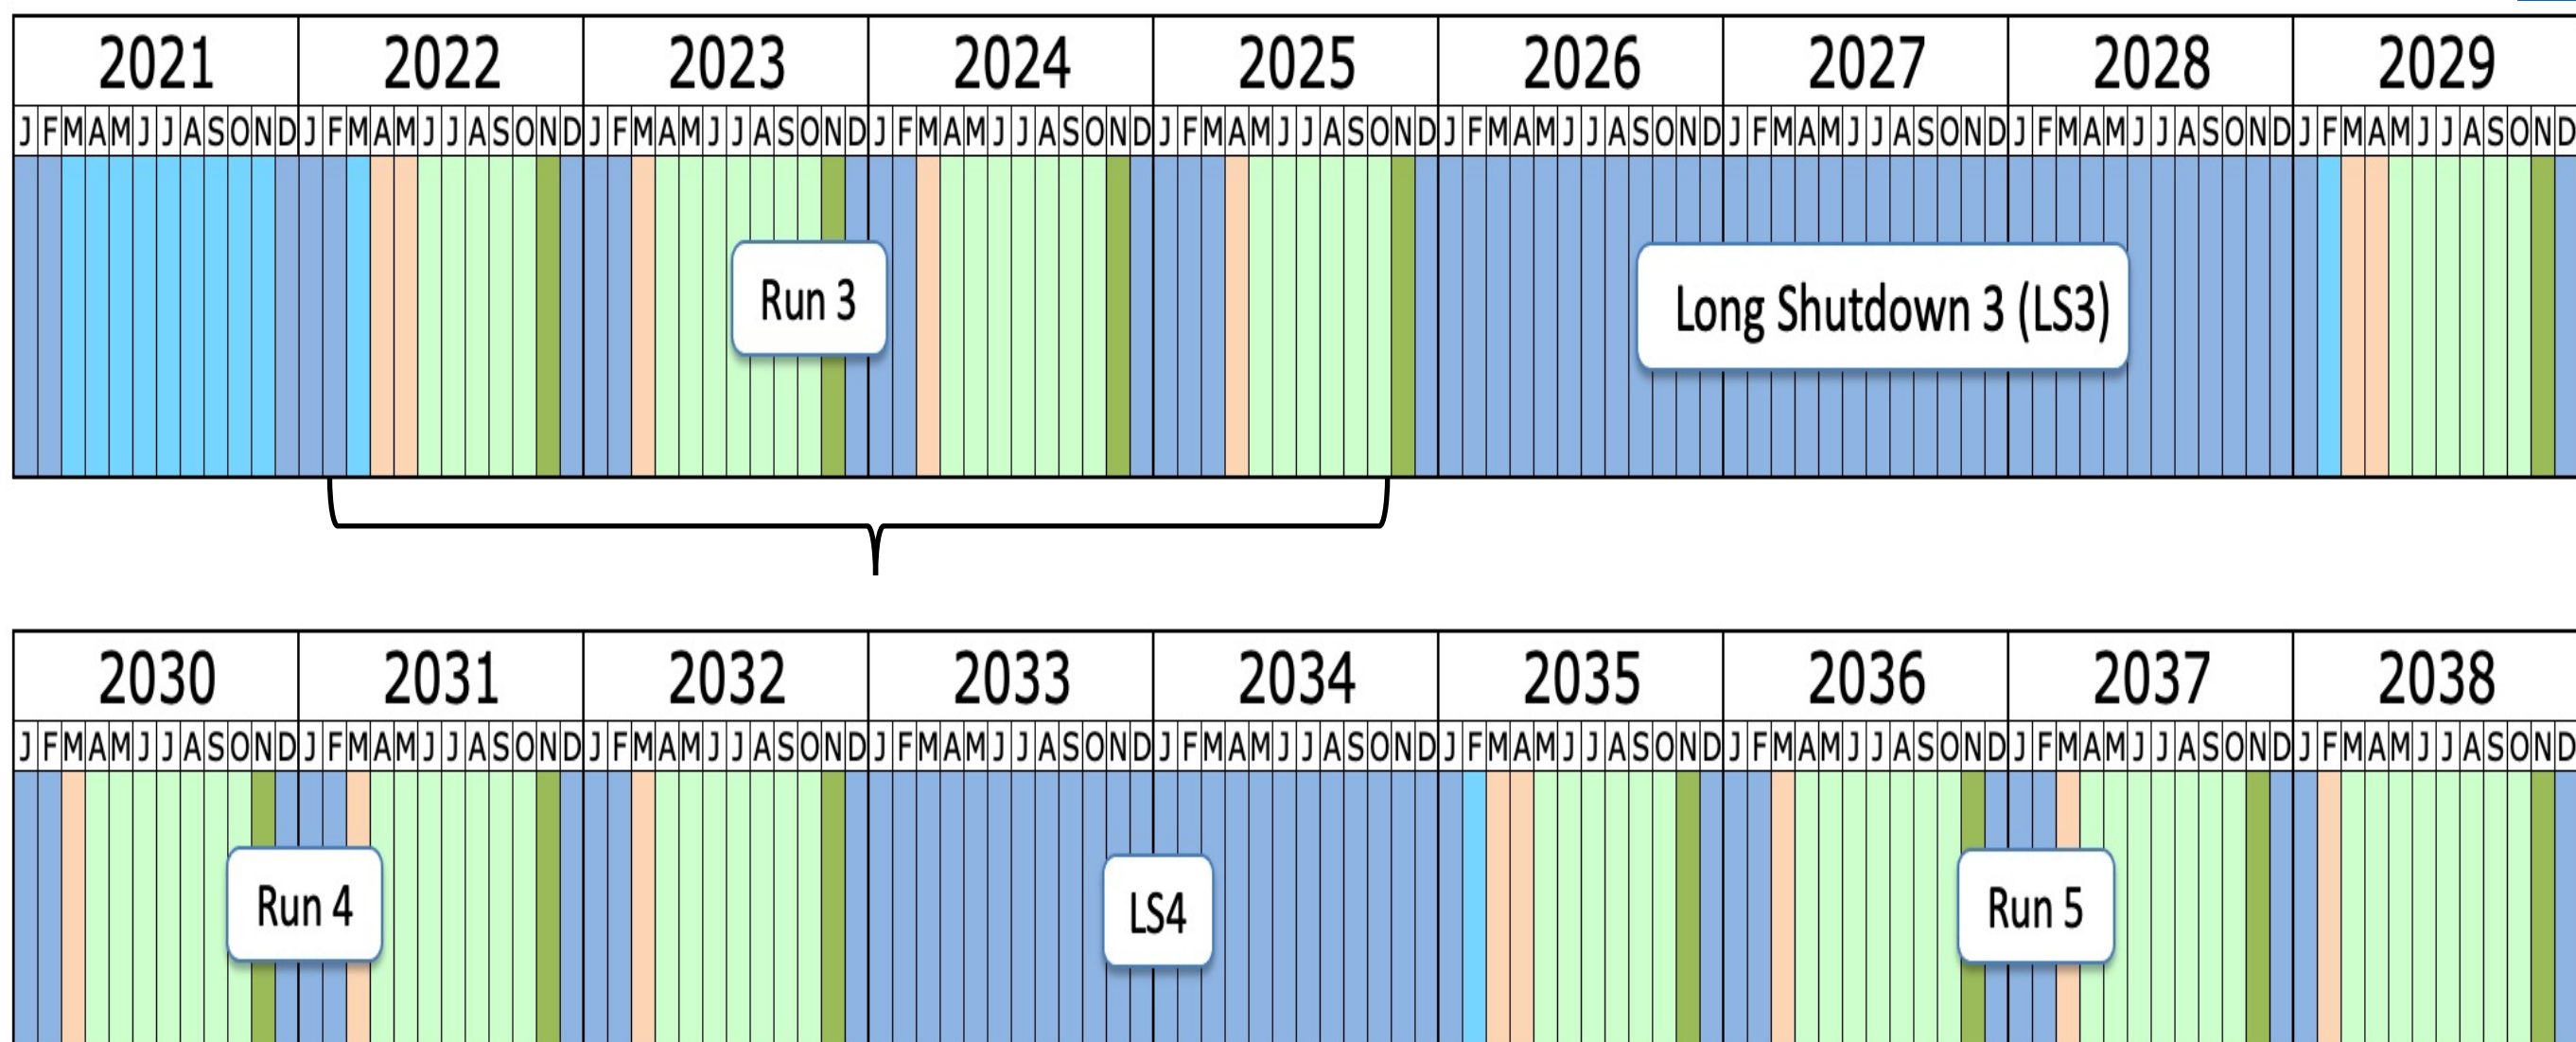 2021 2022 2023 2024 2025 2026 2027 2028 2029
J F M A M J J A S O N D J F M A M J J A S O N D J F M A M J J A S O N D J F M A M J J A S O N D J F M A M J J A S O N D J F M A M J J A S O N D J F M A M J J A S O N D J F M A M J J A S O N D J F M A M J J A S O N D
Run 3 Long Shutdown 3 (LS3)
2030 2031 2032 2033 2034 2035 2036 2037 2038
J F M A M J J A S O N D J F M A M J J A S O N D J F M A M J J A S O N D J F M A M J J A S O N D J F M A M J J A S O N D J F M A M J J A S O N D J F M A M J J A S O N D J F M A M J J A S O N D J F M A M J J A S O N D
Run 4 LS4 Run 5